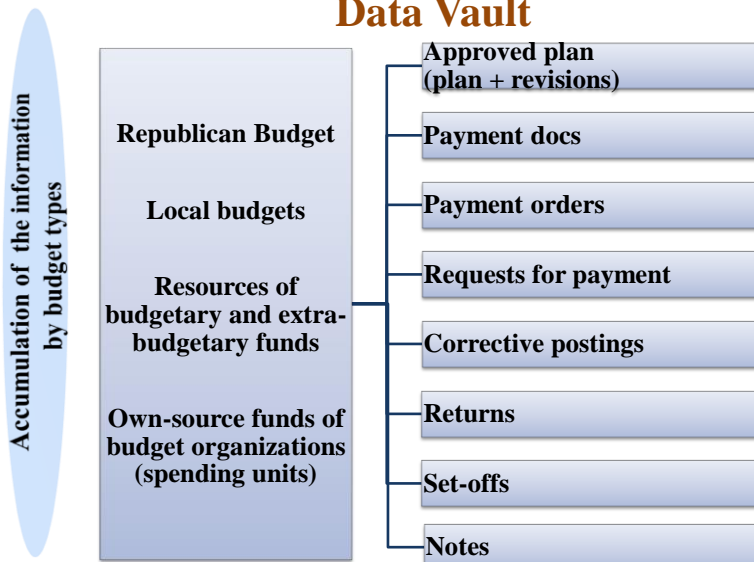 Data Vault
Accumulation of the information
by budget types
Republican Budget
Local budgets
Resources of
budgetary and extra-
budgetary funds
Own-source funds of
budget organizations
(spending units)
Approved plan
(plan + revisions)
Payment docs
Payment orders
Requests for payment
Corrective postings
Returns
Set-offs
Notes